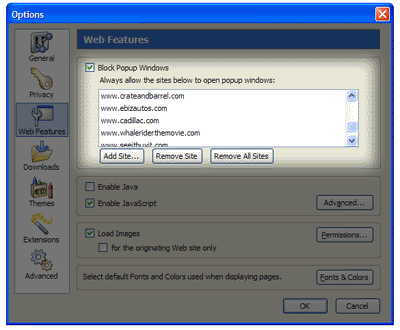 Options
General
Privacy
Web Features
Downloads
Themes
Extensions
Advanced
Web Features
Block Popup Windows
Always allow the sites below to open popup windows:
www.crateandbarrel.com
www.ebizautos.com
www.cadillac.com
www.whaleriderthemovie.com
www.seeitbuyit.com
Add Site...
Remove Site
Remove All Sites
Enable Java
Enable JavaScript
Advanced...
Load Images
Permissions...
for the originating Web site only
Select default Fonts and Colors used when displaying pages.
Fonts & Colors
OK
Cancel